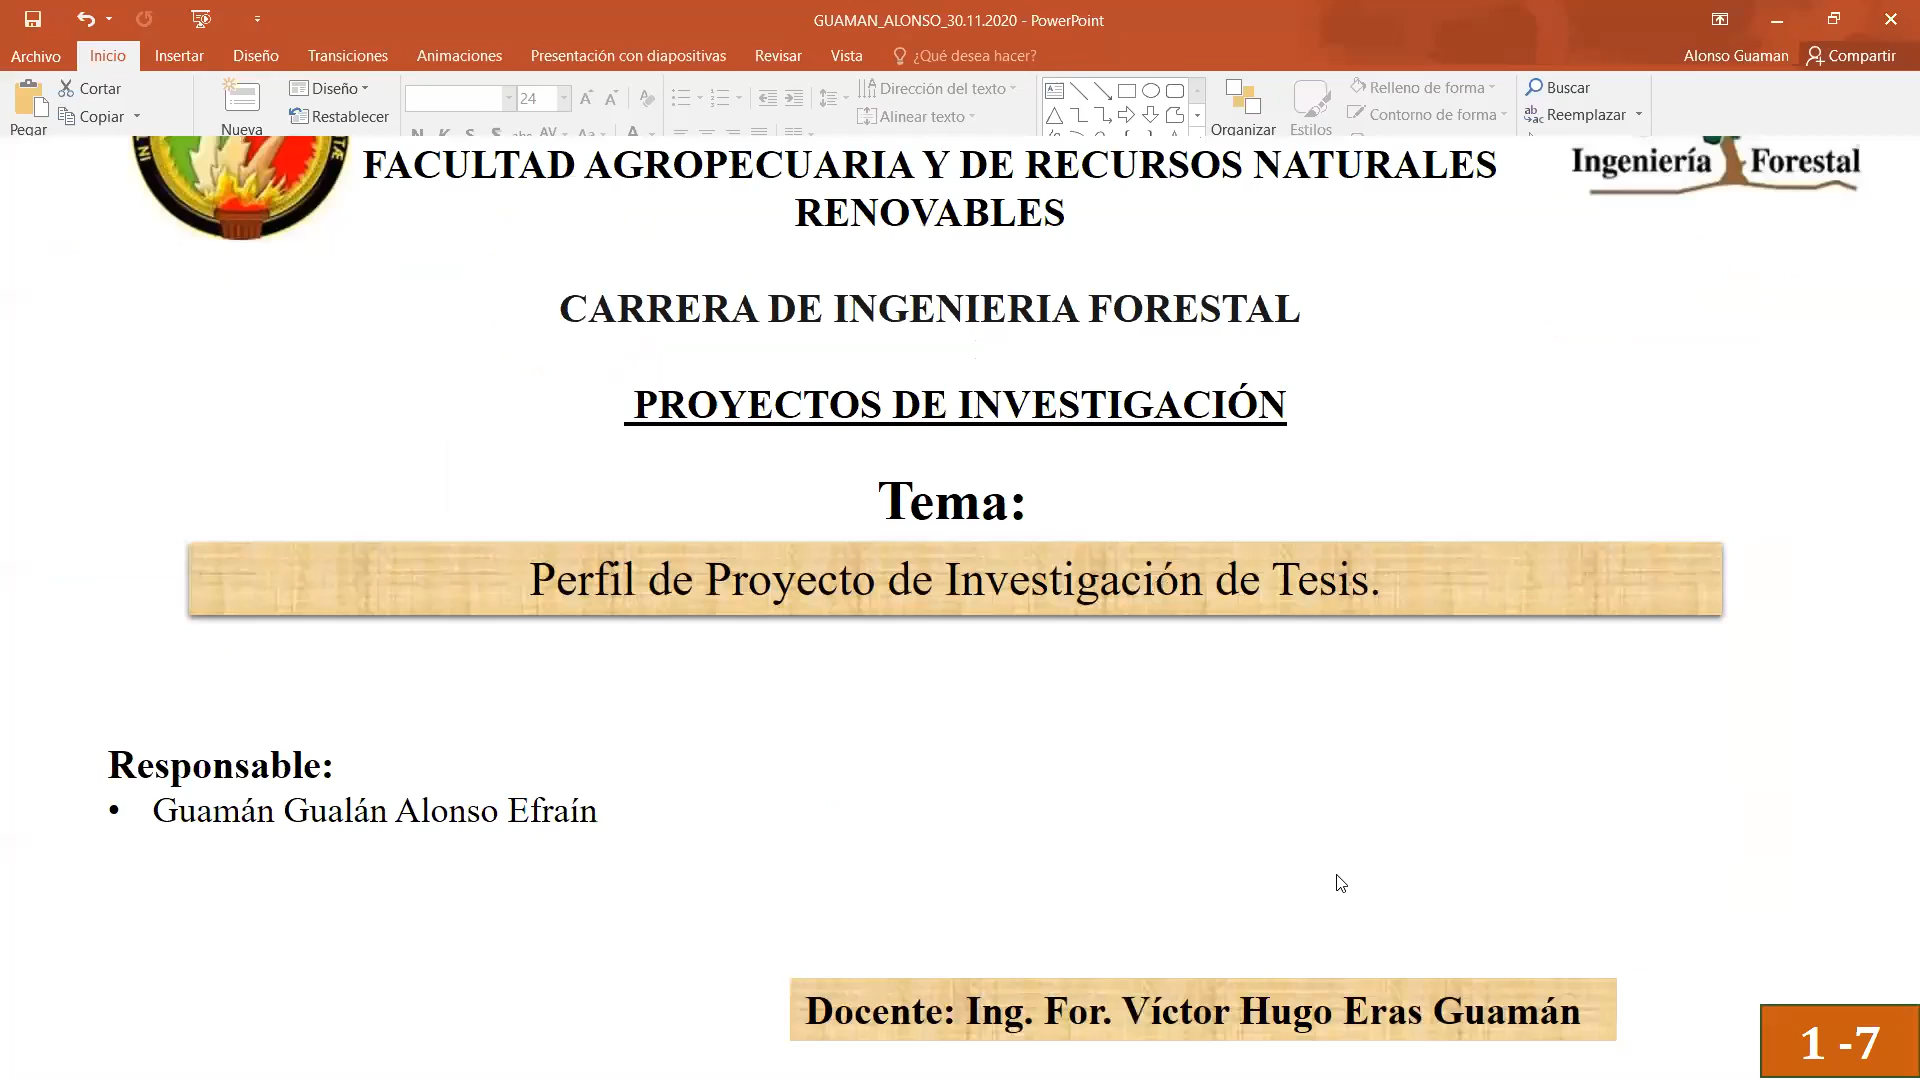 GUAMAN_ALONSO_30.11.2020 - PowerPoint
Archivo Inicio Insertar Diseño Transiciones Animaciones Presentación con diapositivas Revisar Vista ¿Qué desea hacer? Alonso Guaman Compartir
Cortar Diseño 24 Dirección del texto Relleno de forma Buscar
Copiar Restablecer Alinear texto Contorno de forma Reemplazar
Pegar Nueva Organizar Estilos
FACULTAD AGROPECUARIA Y DE RECURSOS NATURALES
RENOVABLES
Ingeniería Forestal
CARRERA DE INGENIERIA FORESTAL
PROYECTOS DE INVESTIGACIÓN
Tema:
Perfil de Proyecto de Investigación de Tesis.
Responsable:
• Guamán Gualán Alonso Efraín
Docente: Ing. For. Víctor Hugo Eras Guamán
1 -7